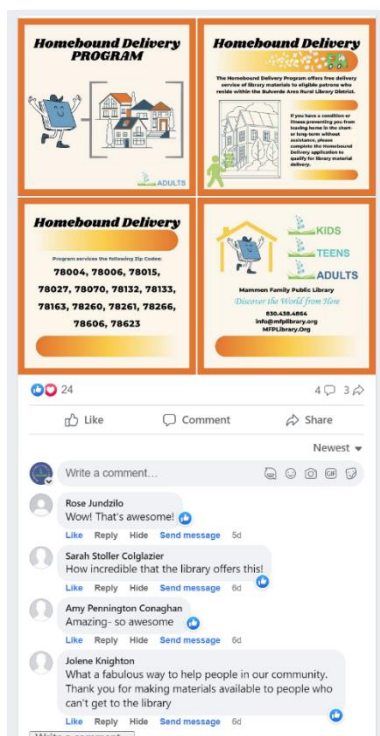 Homebound Delivery
PROGRAM
ADULTS
Homebound Delivery
The Homebound Delivery Program offers free delivery
service of library materials to eligible patrons who
reside within the Bulverde Area Rural Library District.
If you have a condition or
illness preventing you from
leaving home in the short-
or long term without
assistance, please
complete the Homebound
Delivery application to
qualify for library material
delivery.
Homebound Delivery
Program services the following Zip Codes:
78004, 78006, 78015,
78027, 78070, 78132, 78133,
78163, 78260, 78261, 78266,
78606, 78623
KIDS
TEENS
ADULTS
Mammen Family Public Library
Discover the World from Here
830.438.4864
info@mfplibrary.org
MFPLibrary.Org
24
4
3
Like
Comment
Share
Newest
Write a comment...
GIF
Rose Jundzilo
Wow! That's awesome!
Like Reply Hide Send message 5d
Sarah Stoller Colglazier
How incredible that the library offers this!
Like Reply Hide Send message 6d
Amy Pennington Conaghan
Amazing- so awesome
Like Reply Hide Send message 6d
Jolene Knighton
What a fabulous way to help people in our community.
Thank you for making materials available to people who
can't get to the library
Like Reply Hide Send message 6d
Write a comment...